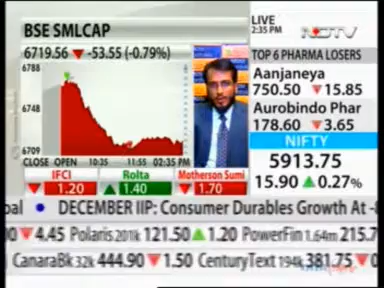 BSE SMLCAP
6719.56 ▼ -53.55 (-0.79%)
6788
6748
6709
CLOSE OPEN 10:35 11:55 02:35 PM
IFCI
▼ 1.20
Rolta
▲ 1.40
Motherson Sumi
▼ 1.70
LIVE
2:35 PM
NDTV
TOP 6 PHARMA LOSERS
Aanjaneya
750.50 ▼ 15.85
Aurobindo Phar
178.60 ▼ 3.65
NIFTY
5913.75
15.90 ▲ 0.27%
bal • DECEMBER IIP: Consumer Durables Growth At -8
▼ 4.45 Polaris 201k 121.50 ▲ 1.20 PowerFin 1.64m 215.7
CanaraBk 32k 444.90 ▼ 1.50 CenturyText 194k 381.75 ▼